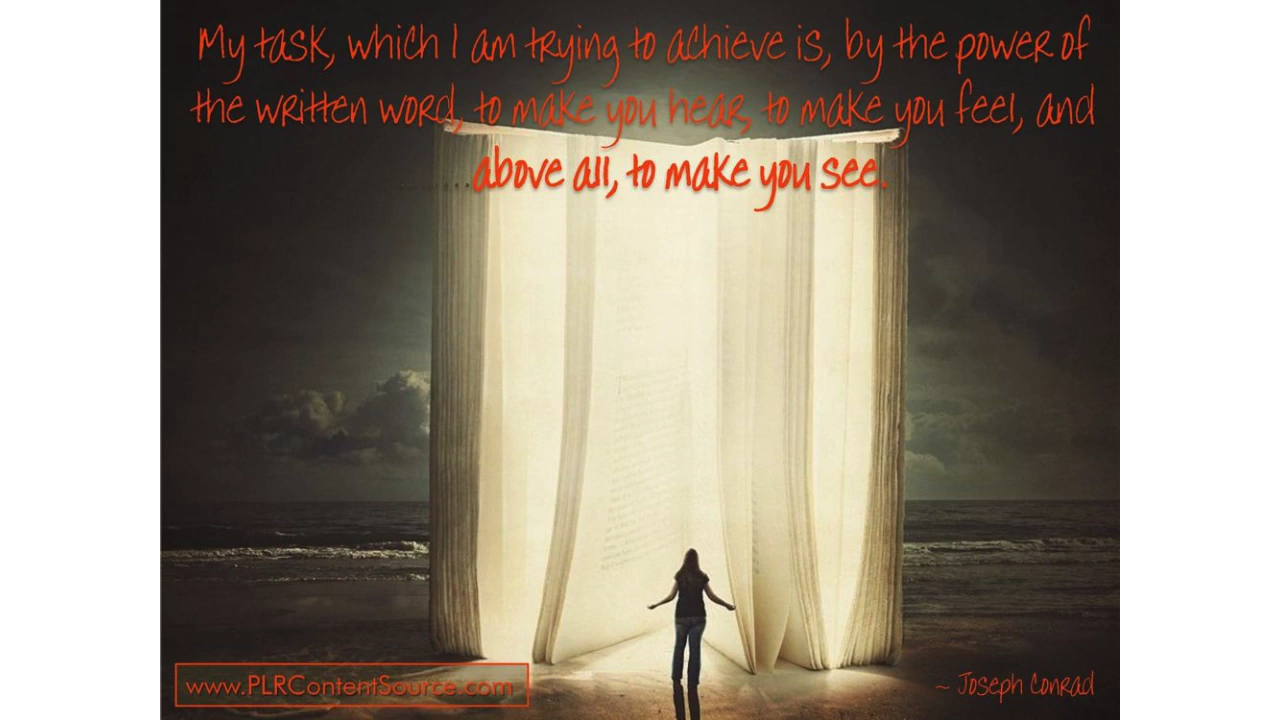 My task, which I am trying to achieve is, by the power of
the written word, to make you hear, to make you feel, and
above all, to make you see.
www.PLRContentSource.com
~ Joseph Conrad